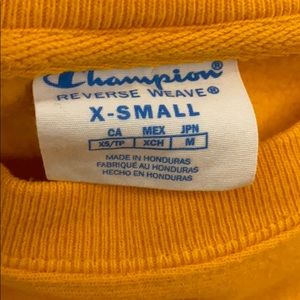 Champion
REVERSE WEAVE®
X-SMALL
CA MEX JPN
XS/TP XCH M
MADE IN HONDURAS
FABRIQUÉ AU HONDURAS
HECHO EN HONDURAS